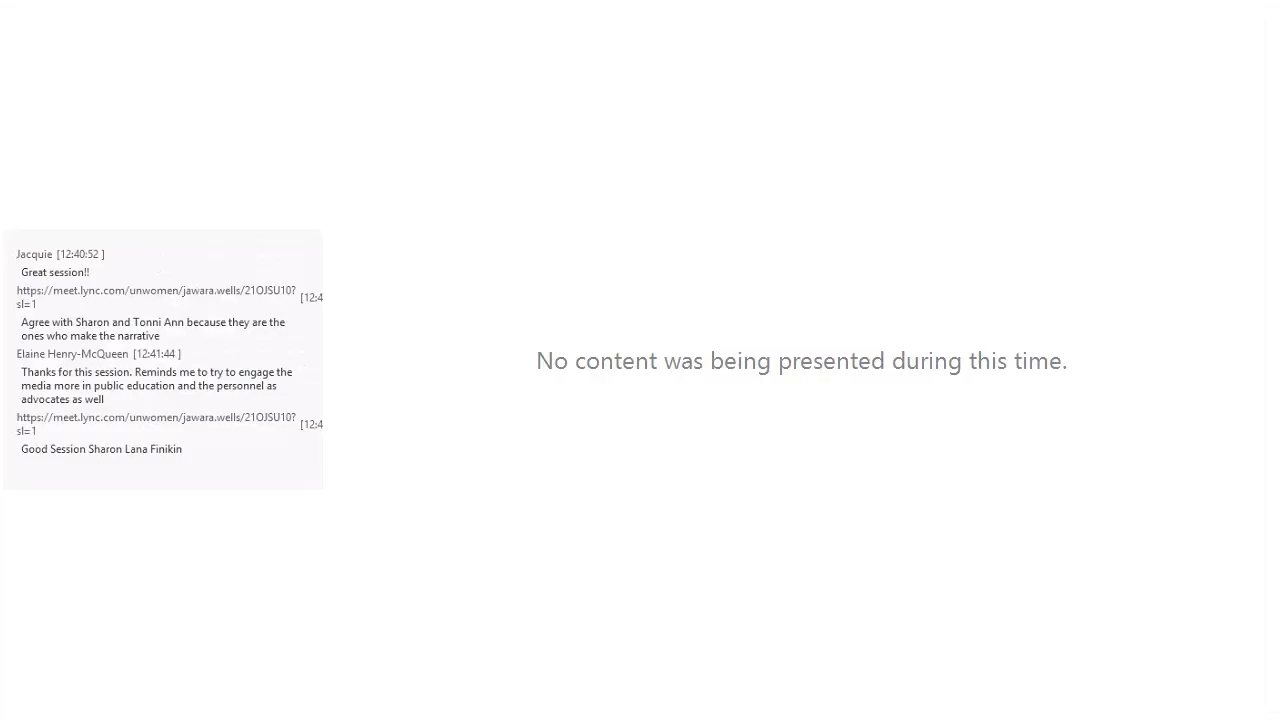 Jacquie [12:40:52 ]
Great session!!
https://meet.lync.com/unwomen/jawara.wells/21OJSU10?
sl=1
[12:4
Agree with Sharon and Tonni Ann because they are the
ones who make the narrative
Elaine Henry-McQueen [12:41:44 ]
Thanks for this session. Reminds me to try to engage the
media more in public education and the personnel as
advocates as well
https://meet.lync.com/unwomen/jawara.wells/21OJSU10?
sl=1
[12:4
Good Session Sharon Lana Finikin
No content was being presented during this time.